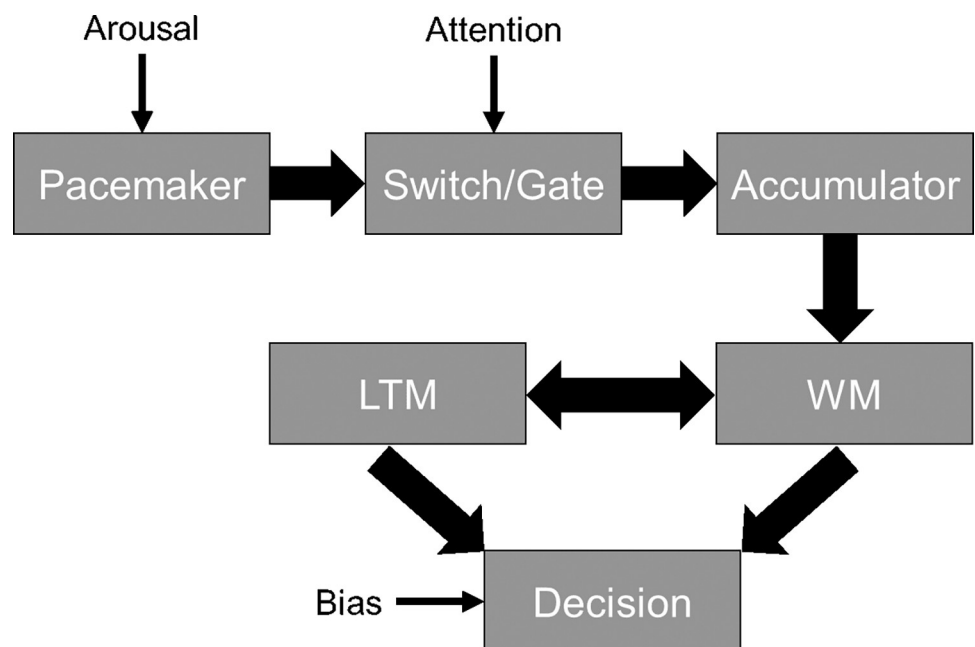 Arousal
Attention
Pacemaker
Switch/Gate
Accumulator
LTM
WM
Bias
Decision